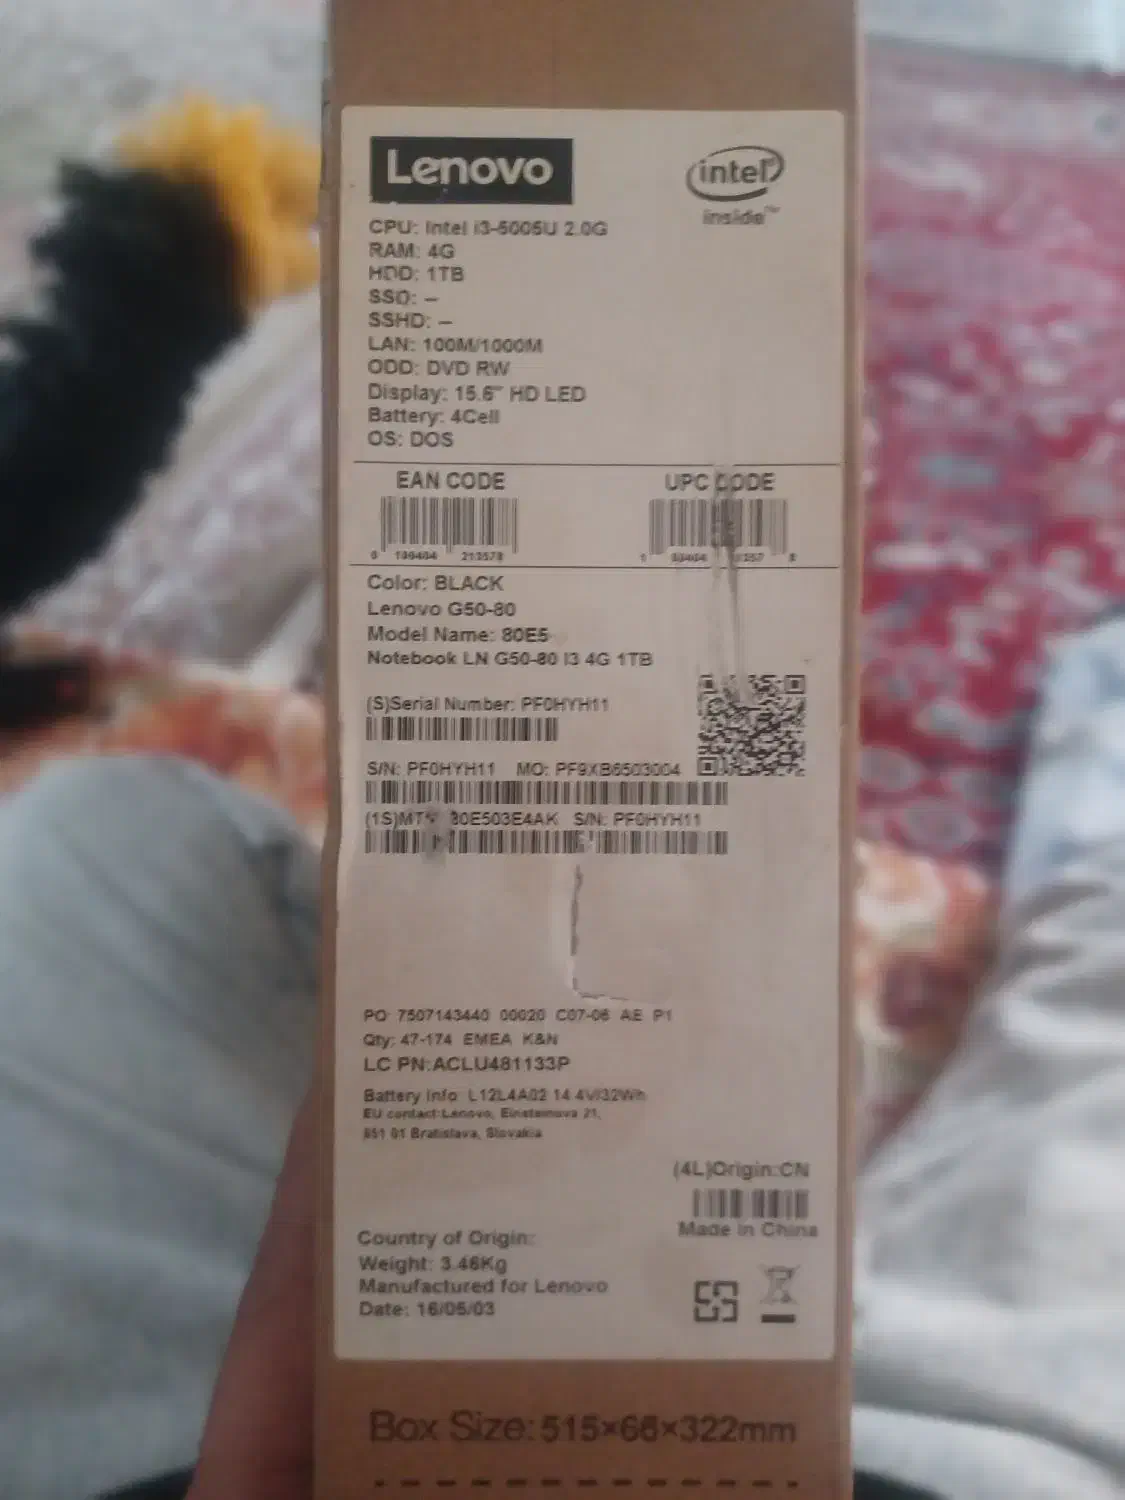 Lenovo
intel
inside™
CPU: Intel i3-5005U 2.0G
RAM: 4G
HDD: 1TB
SSD: –
SSHD: –
LAN: 100M/1000M
ODD: DVD RW
Display: 15.6" HD LED
Battery: 4Cell
OS: DOS
EAN CODE
UPC CODE
Color: BLACK
Lenovo G50-80
Model Name: 80E5
Notebook LN G50-80 I3 4G 1TB
(S)Serial Number: PF0HYH11
S/N: PF0HYH11 MO: PF9XB6503004
80E503E4AK S/N: PF0HYH11
PO 7507143440 00020 C07-06 AE P1
Qty: 47-174 EMEA K&N
LC PN:ACLU481133P
Battery Info L12L4A02 14.4V/32Wh
EU contact:Lenovo, Einsteinova 21,
851 01 Bratislava, Slovakia
(4L)Origin:CN
Made in China
Country of Origin:
Weight: 3.46Kg
Manufactured for Lenovo
Date: 16/05/03
Box Size: 515×66×322mm